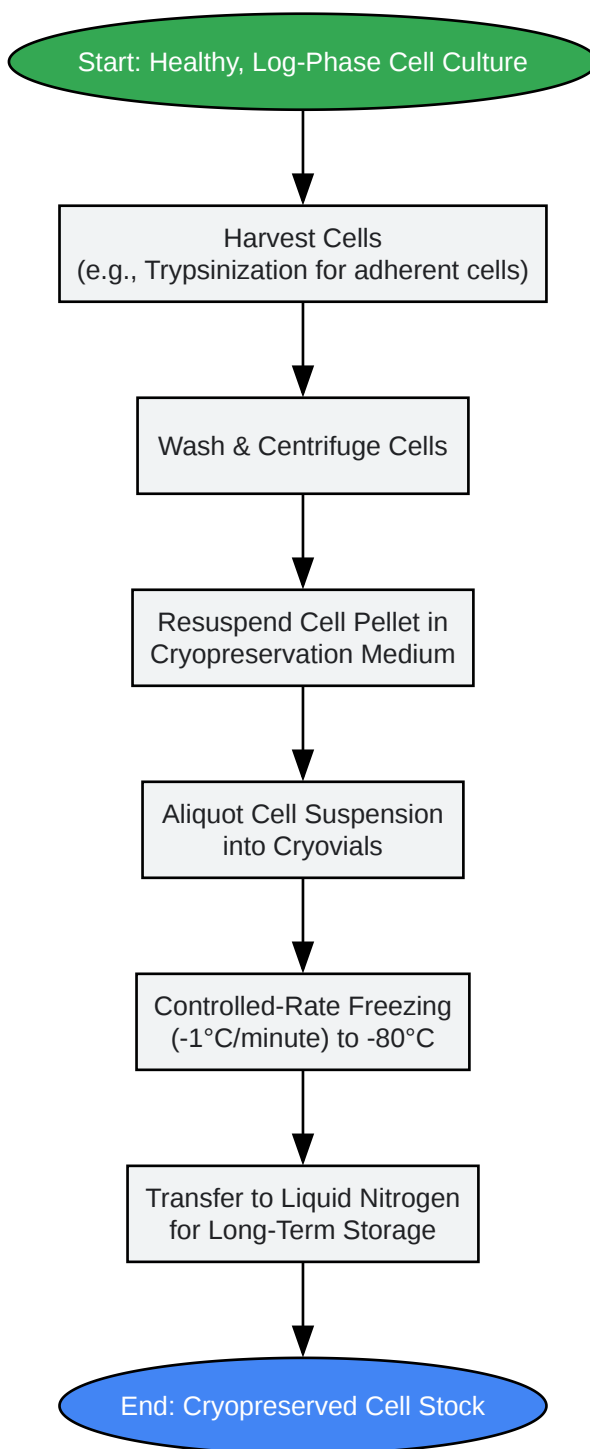 Start: Healthy, Log-Phase Cell Culture
Harvest Cells
(e.g., Trypsinization for adherent cells)
Wash & Centrifuge Cells
Resuspend Cell Pellet in
Cryopreservation Medium
Aliquot Cell Suspension
into Cryovials
Controlled-Rate Freezing
(-1°C/minute) to -80°C
Transfer to Liquid Nitrogen
for Long-Term Storage
End: Cryopreserved Cell Stock